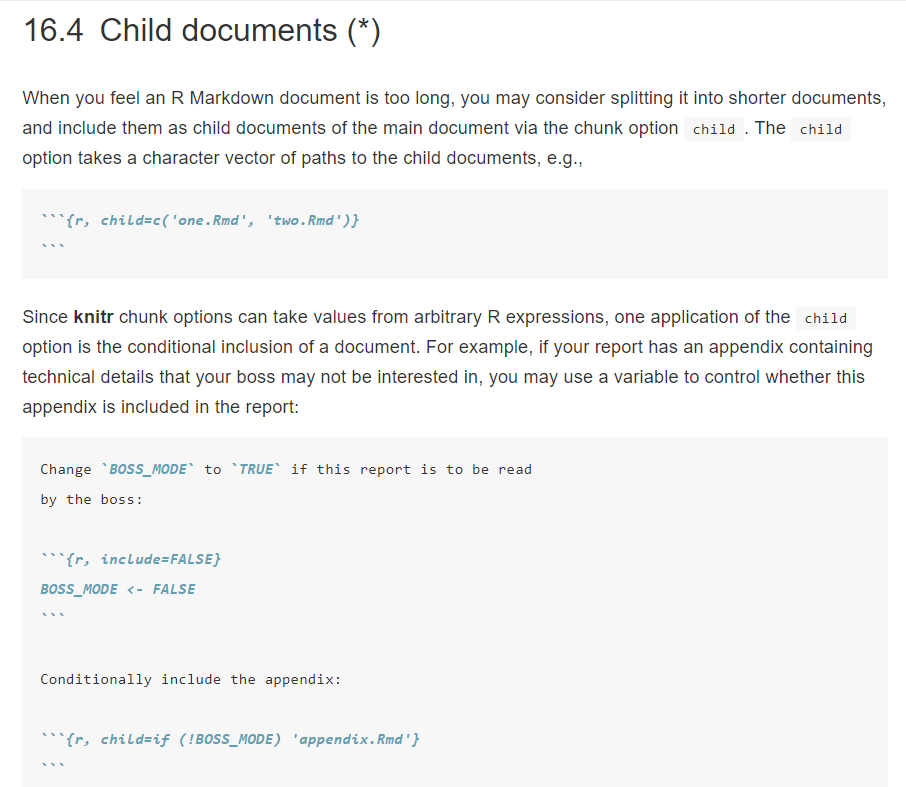 16.4 Child documents (*)
When you feel an R Markdown document is too long, you may consider splitting it into shorter documents,
and include them as child documents of the main document via the chunk option child . The child
option takes a character vector of paths to the child documents, e.g.,
```{r, child=c('one.Rmd', 'two.Rmd')}
```
Since knitr chunk options can take values from arbitrary R expressions, one application of the child
option is the conditional inclusion of a document. For example, if your report has an appendix containing
technical details that your boss may not be interested in, you may use a variable to control whether this
appendix is included in the report:
Change `BOSS_MODE` to `TRUE` if this report is to be read
by the boss:
```{r, include=FALSE}
BOSS_MODE <- FALSE
```
Conditionally include the appendix:
```{r, child=if (!BOSS_MODE) 'appendix.Rmd'}
```